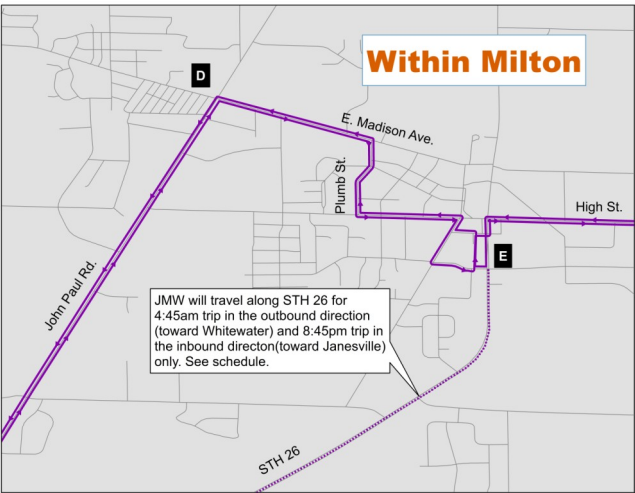 Within Milton
D
E. Madison Ave.
Plumb St.
High St.
E
John Paul Rd.
JMW will travel along STH 26 for
4:45am trip in the outbound direction
(toward Whitewater) and 8:45pm trip in
the inbound directon(toward Janesville)
only. See schedule.
STH 26